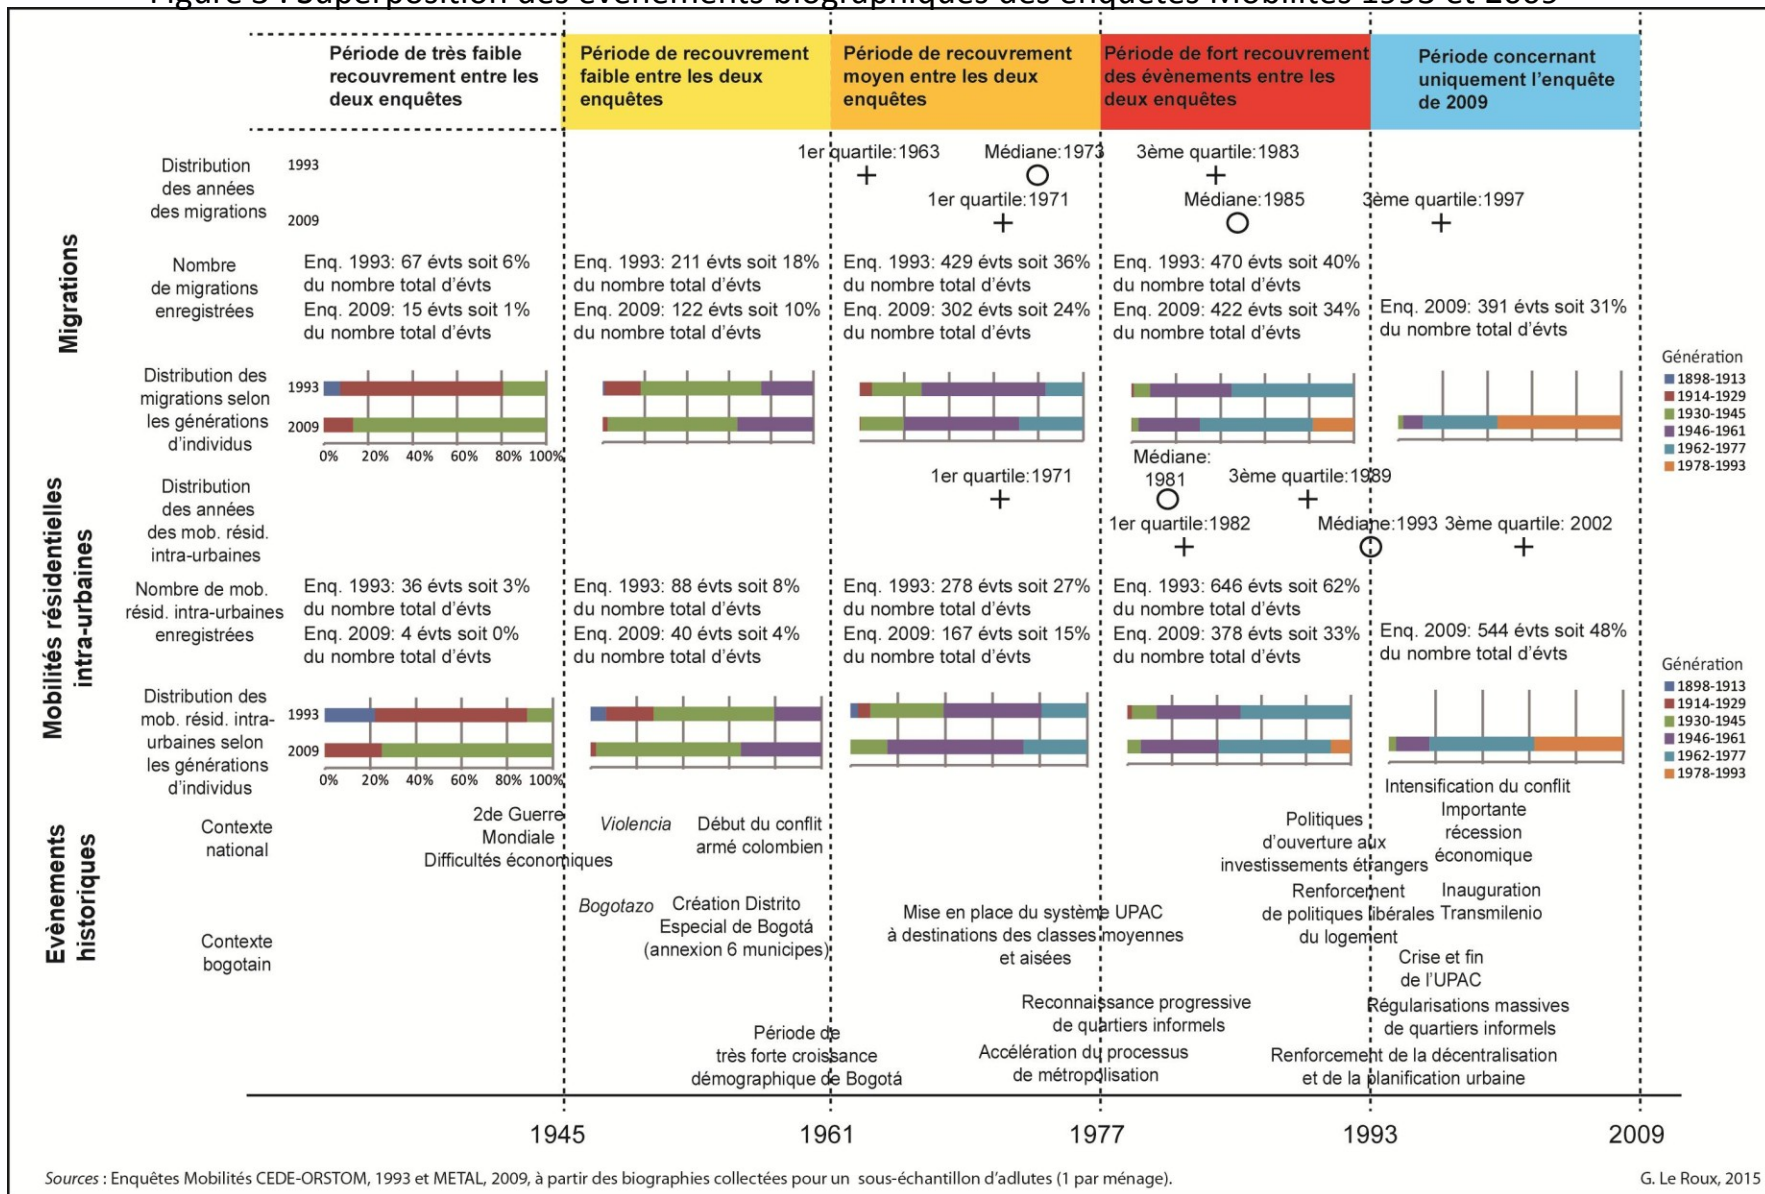 Figure 3 : Superposition des évènements biographiques des enquêtes Mobilités 1993 et 2009
Période de très faible
recouvrement entre les
deux enquêtes
Période de recouvrement
faible entre les deux
enquêtes
Période de recouvrement
moyen entre les deux
enquêtes
Période de fort recouvrement
des évènements entre les
deux enquêtes
Période concernant
uniquement l'enquête
de 2009
Migrations
Distribution
des années
des migrations
1993
2009
1er quartile:1963
Médiane:1973
3ème quartile:1983
1er quartile:1971
Médiane:1985
3ème quartile:1997
Nombre
de migrations
enregistrées
Enq. 1993: 67 évts soit 6%
du nombre total d'évts
Enq. 2009: 15 évts soit 1%
du nombre total d'évts
Enq. 1993: 211 évts soit 18%
du nombre total d'évts
Enq. 2009: 122 évts soit 10%
du nombre total d'évts
Enq. 1993: 429 évts soit 36%
du nombre total d'évts
Enq. 2009: 302 évts soit 24%
du nombre total d'évts
Enq. 1993: 470 évts soit 40%
du nombre total d'évts
Enq. 2009: 422 évts soit 34%
du nombre total d'évts
Enq. 2009: 391 évts soit 31%
du nombre total d'évts
Distribution des
migrations selon
les générations
d'individus
1993
2009
0% 20% 40% 60% 80% 100%
Génération
1898-1913
1914-1929
1930-1945
1946-1961
1962-1977
1978-1993
Mobilités résidentielles
intra-urbaines
Distribution
des années
des mob. résid.
intra-urbaines
1er quartile:1971
Médiane:
1981
3ème quartile:1989
1er quartile:1982
Médiane:1993
3ème quartile: 2002
Nombre de mob.
résid. intra-urbaines
enregistrées
Enq. 1993: 36 évts soit 3%
du nombre total d'évts
Enq. 2009: 4 évts soit 0%
du nombre total d'évts
Enq. 1993: 88 évts soit 8%
du nombre total d'évts
Enq. 2009: 40 évts soit 4%
du nombre total d'évts
Enq. 1993: 278 évts soit 27%
du nombre total d'évts
Enq. 2009: 167 évts soit 15%
du nombre total d'évts
Enq. 1993: 646 évts soit 62%
du nombre total d'évts
Enq. 2009: 378 évts soit 33%
du nombre total d'évts
Enq. 2009: 544 évts soit 48%
du nombre total d'évts
Distribution des
mob. résid. intra-
urbaines selon
les générations
d'individus
1993
2009
0% 20% 40% 60% 80% 100%
Génération
1898-1913
1914-1929
1930-1945
1946-1961
1962-1977
1978-1993
Evènements
historiques
Contexte
national
2de Guerre
Mondiale
Difficultés économiques
Violencia
Début du conflit
armé colombien
Politiques
d'ouverture aux
investissements étrangers
Intensification du conflit
Importante
récession
économique
Contexte
bogotain
Bogotazo
Création Distrito
Especial de Bogotá
(annexion 6 municipes)
Mise en place du système UPAC
à destinations des classes moyennes
et aisées
Renforcement
de politiques libérales
du logement
Inauguration
Transmilenio
Crise et fin
de l'UPAC
Reconnaissance progressive
de quartiers informels
Régularisations massives
de quartiers informels
Période de
très forte croissance
démographique de Bogotá
Accélération du processus
de métropolisation
Renforcement de la décentralisation
et de la planification urbaine
1945
1961
1977
1993
2009
Sources : Enquêtes Mobilités CEDE-ORSTOM, 1993 et METAL, 2009, à partir des biographies collectées pour un sous-échantillon d'adlutes (1 par ménage).
G. Le Roux, 2015